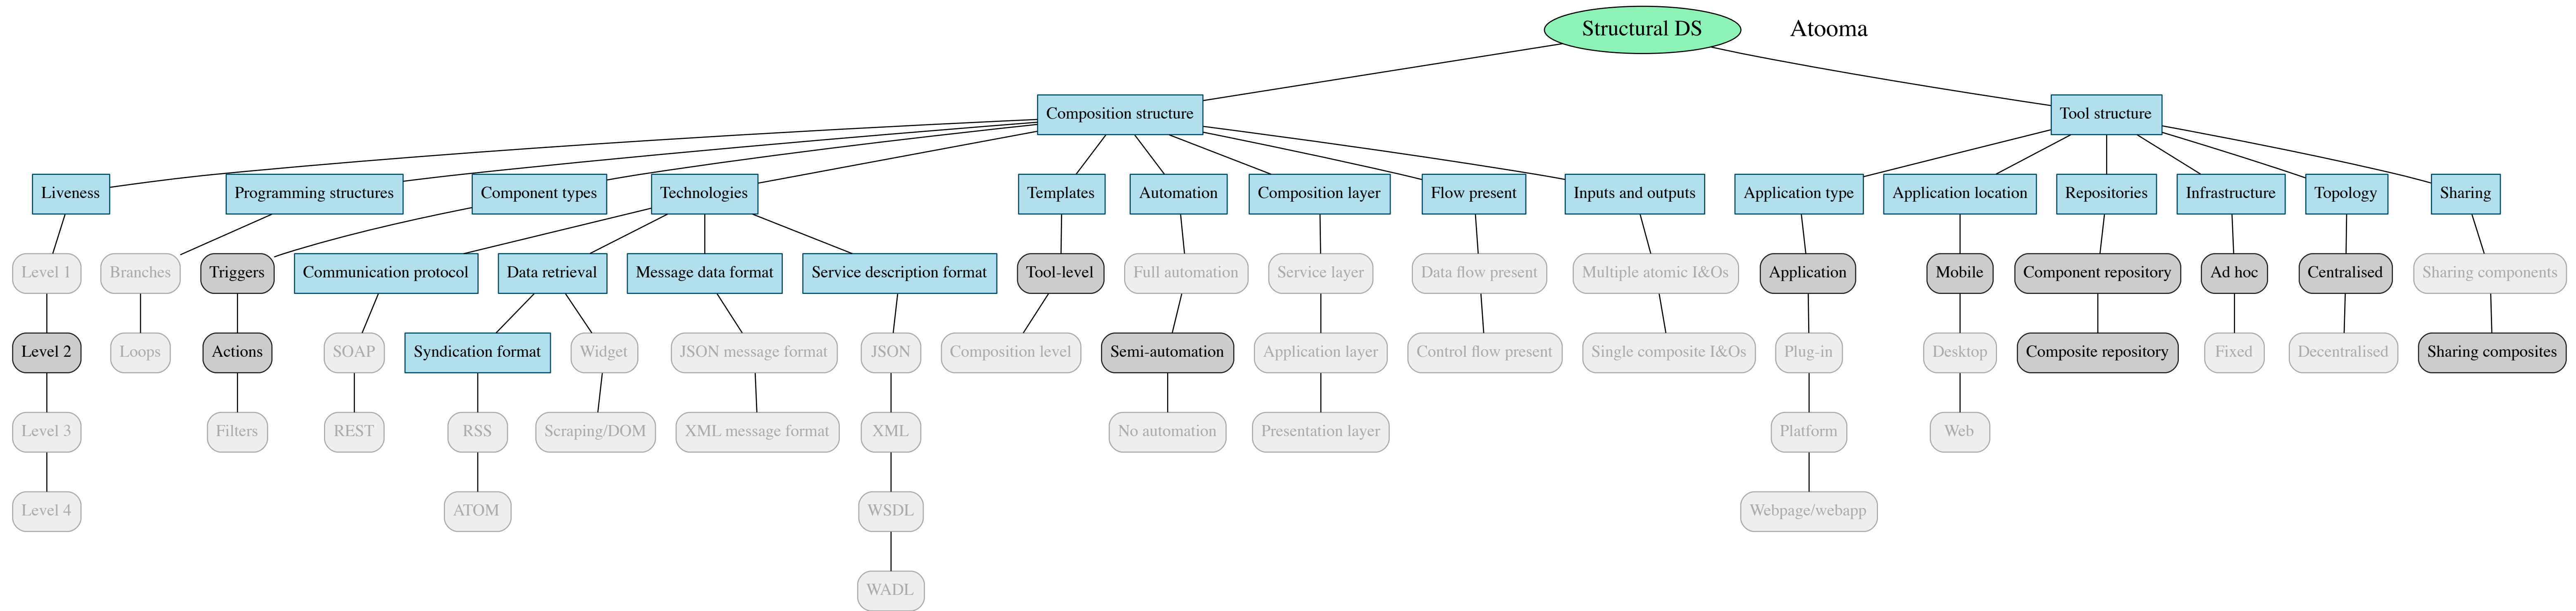 Structural DS
Atooma
Composition structure
Tool structure
Liveness
Programming structures
Component types
Technologies
Templates
Automation
Composition layer
Flow present
Inputs and outputs
Application type
Application location
Repositories
Infrastructure
Topology
Sharing
Level 1
Branches
Triggers
Communication protocol
Data retrieval
Message data format
Service description format
Tool-level
Full automation
Service layer
Data flow present
Multiple atomic I&Os
Application
Mobile
Component repository
Ad hoc
Centralised
Sharing components
Level 2
Loops
Actions
SOAP
Syndication format
Widget
JSON message format
JSON
Composition level
Semi-automation
Application layer
Control flow present
Single composite I&Os
Plug-in
Desktop
Composite repository
Fixed
Decentralised
Sharing composites
Level 3
Filters
REST
RSS
Scraping/DOM
XML message format
XML
No automation
Presentation layer
Platform
Web
Level 4
ATOM
WSDL
Webpage/webapp
WADL